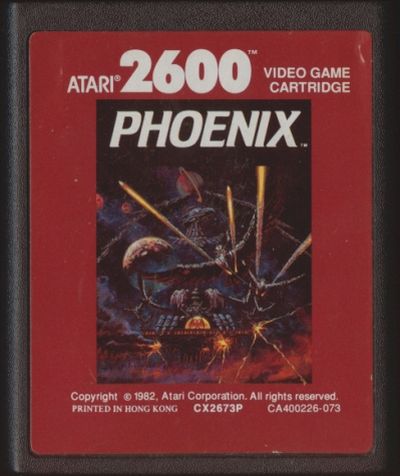 ATARI® 2600™ VIDEO GAME
CARTRIDGE
PHOENIX™
Copyright © 1982, Atari Corporation. All rights reserved.
PRINTED IN HONG KONG CX2673P CA400226-073